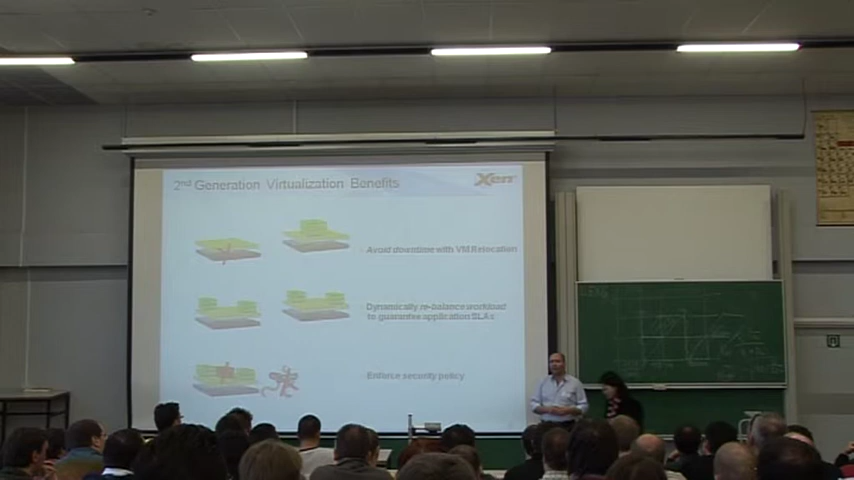 2nd Generation Virtualization Benefits
Xen
Avoid downtime with VM Relocation
Dynamically re-balance workload
to guarantee application SLAs
Enforce security policy